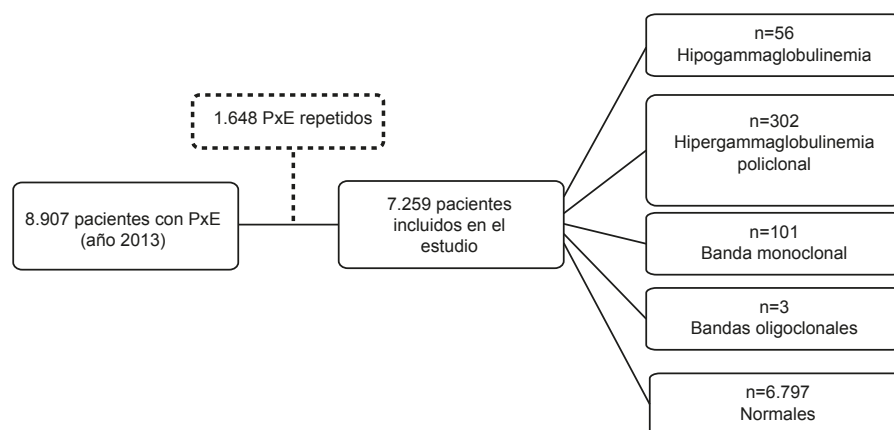 8.907 pacientes con PxE
(año 2013)
1.648 PxE repetidos
7.259 pacientes
incluidos en el
estudio
n=56
Hipogammaglobulinemia
n=302
Hipergammaglobulinemia
policlonal
n=101
Banda monoclonal
n=3
Bandas oligoclonales
n=6.797
Normales